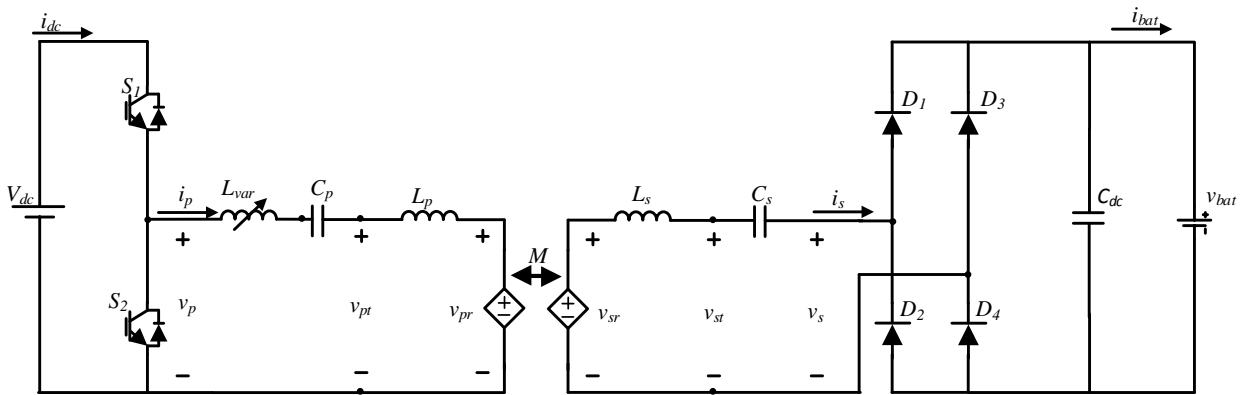 i_dc
i_bat
S_1
D_1
D_3
V_dc
i_p
L_var
C_p
L_p
L_s
C_s
i_s
C_dc
v_bat
+
-
+
+
+
+
+
+
M
S_2
v_p
v_pt
v_pr
+
−
+
−
v_sr
v_st
v_s
D_2
D_4
−
−
−
−
−
−